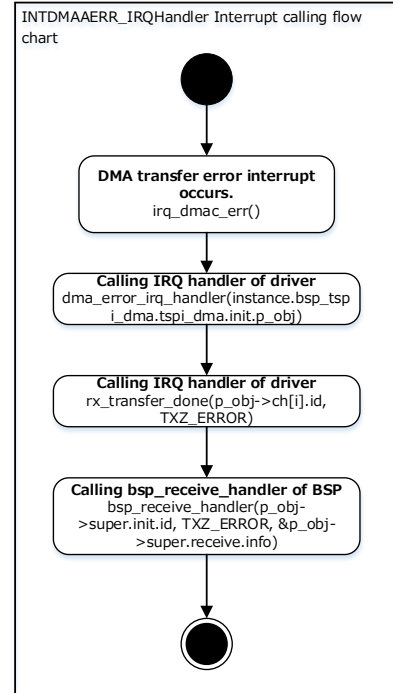 INTDMAAERR_IRQHandler Interrupt calling flow
chart
DMA transfer error interrupt
occurs.
irq_dmac_err()
Calling IRQ handler of driver
dma_error_irq_handler(instance.bsp_tsp
i_dma.tspi_dma.init.p_obj)
Calling IRQ handler of driver
rx_transfer_done(p_obj->ch[i].id,
TXZ_ERROR)
Calling bsp_receive_handler of BSP
bsp_receive_handler(p_obj-
>super.init.id, TXZ_ERROR, &p_obj-
>super.receive.info)